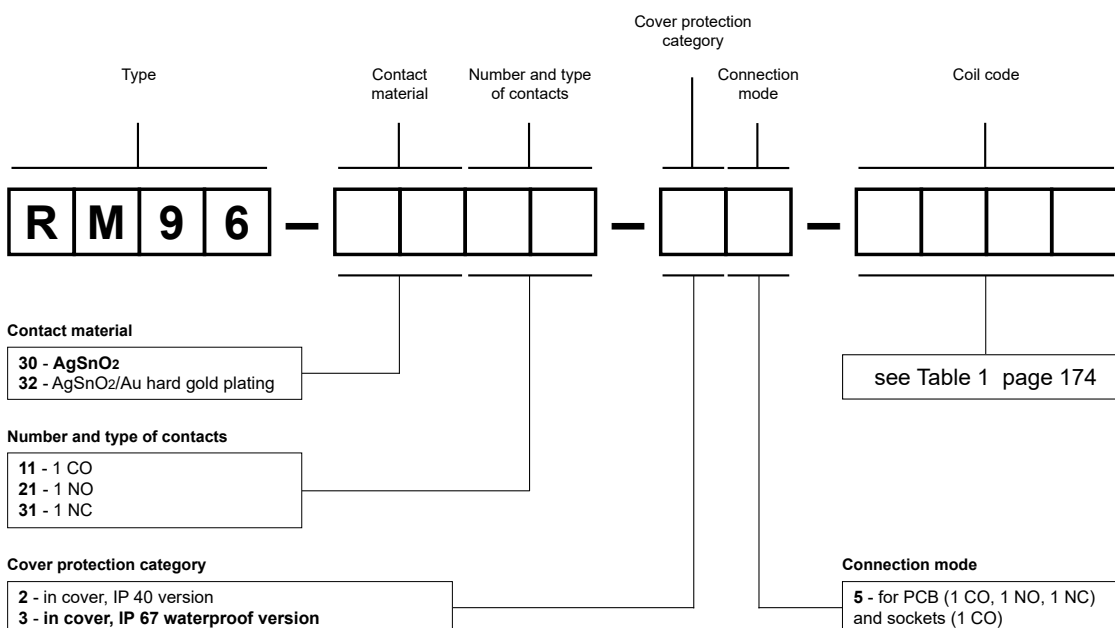 Cover protection
category
Type
Contact
material
Number and type
of contacts
Connection
mode
Coil code
R M 9 6 – – –
Contact material
30 - AgSnO2
32 - AgSnO2/Au hard gold plating
see Table 1 page 174
Number and type of contacts
11 - 1 CO
21 - 1 NO
31 - 1 NC
Cover protection category
2 - in cover, IP 40 version
3 - in cover, IP 67 waterproof version
Connection mode
5 - for PCB (1 CO, 1 NO, 1 NC)
and sockets (1 CO)